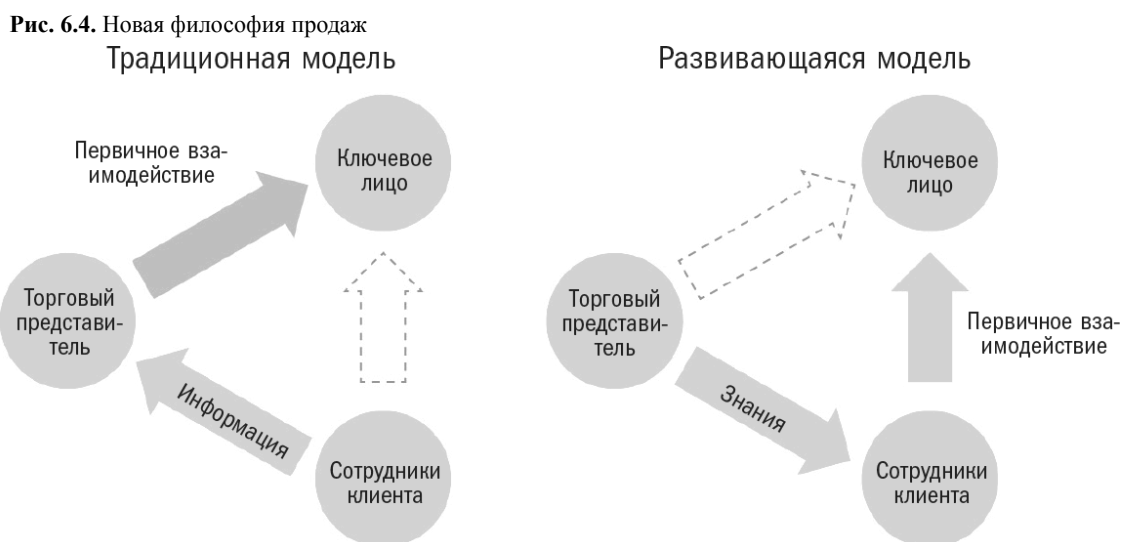 Рис. 6.4. Новая философия продаж
Традиционная модель
Первичное вза-
имодействие
Ключевое
лицо
Торговый
представи-
тель
Информация
Сотрудники
клиента
Развивающаяся модель
Ключевое
лицо
Торговый
представи-
тель
Первичное вза-
имодействие
Знания
Сотрудники
клиента